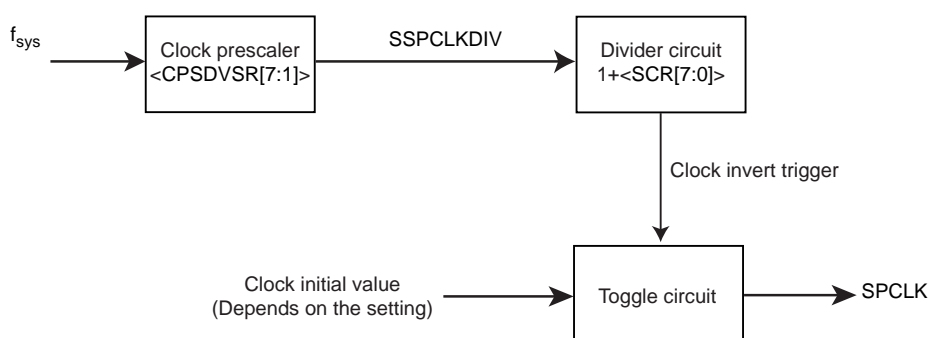 f_sys
Clock prescaler
<CPSDVSR[7:1]>
SSPCLKDIV
Divider circuit
1+<SCR[7:0]>
Clock invert trigger
Clock initial value
(Depends on the setting)
Toggle circuit
SPCLK